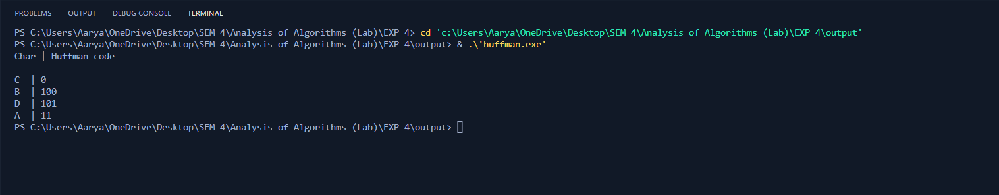 PROBLEMS OUTPUT DEBUG CONSOLE TERMINAL
PS C:\Users\Aarya\OneDrive\Desktop\SEM 4\Analysis of Algorithms (Lab)\EXP 4> cd 'c:\Users\Aarya\OneDrive\Desktop\SEM 4\Analysis of Algorithms (Lab)\EXP 4\output'
PS C:\Users\Aarya\OneDrive\Desktop\SEM 4\Analysis of Algorithms (Lab)\EXP 4\output> & .\'huffman.exe'
Char | Huffman code
----------------------
C  | 0
B  | 100
D  | 101
A  | 11
PS C:\Users\Aarya\OneDrive\Desktop\SEM 4\Analysis of Algorithms (Lab)\EXP 4\output>